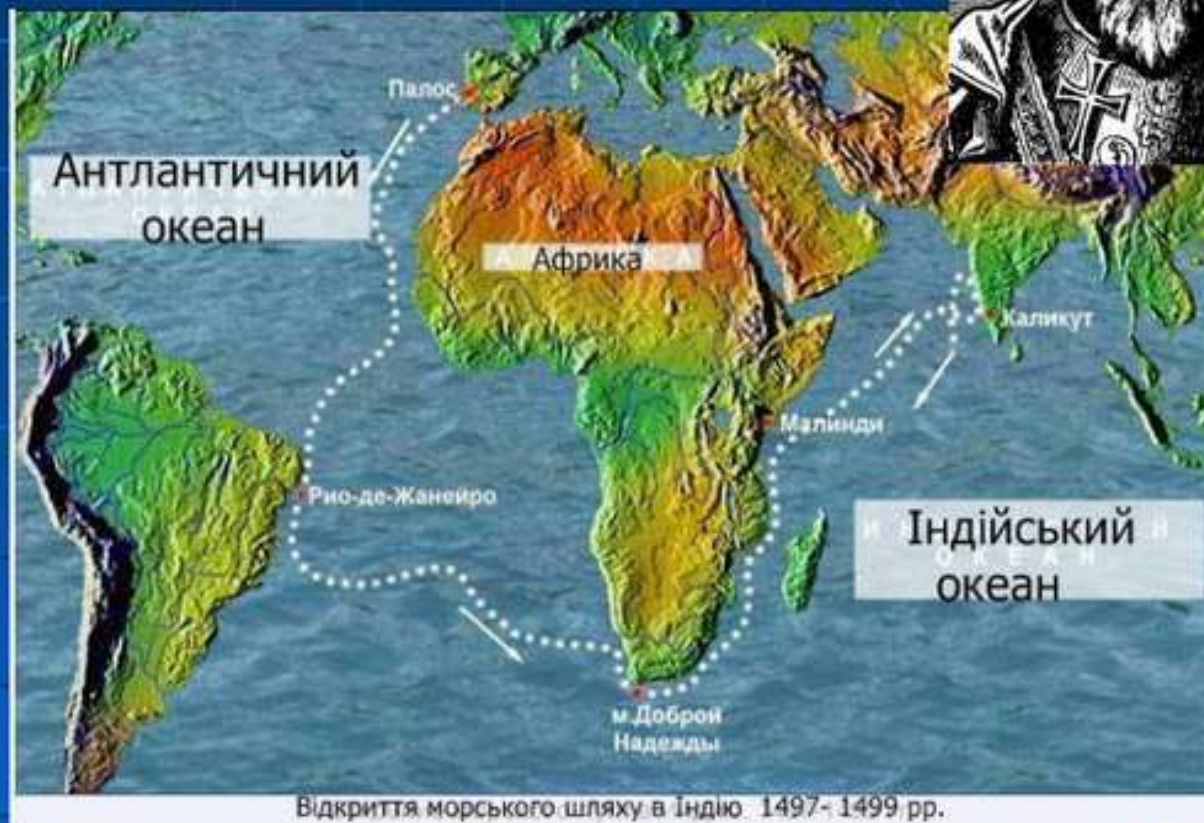 Палос
Антлантичний
океан
Африка
Каликут
Малинди
Рио-де-Жанейро
Індійський
океан
м.Доброй
Надежды
Відкриття морського шляху в Індію 1497- 1499 рр.